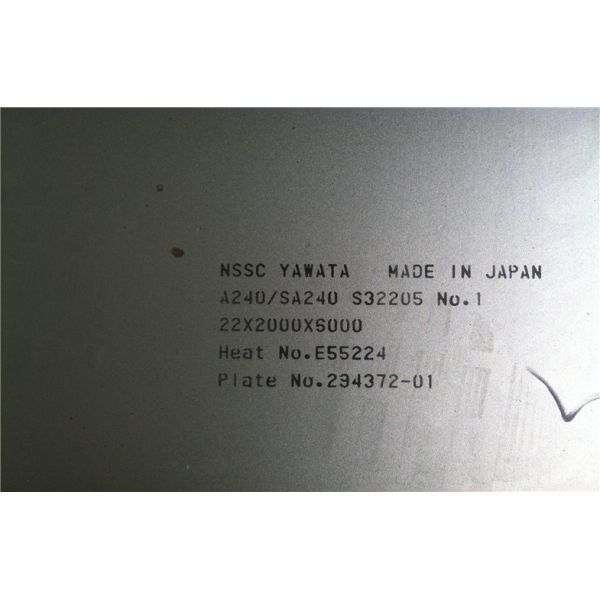 NSSC YAWATA MADE IN JAPAN
A240/SA240 S32205 No.1
22X2000X6000
Heat No.E55224
Plate No.294372-01